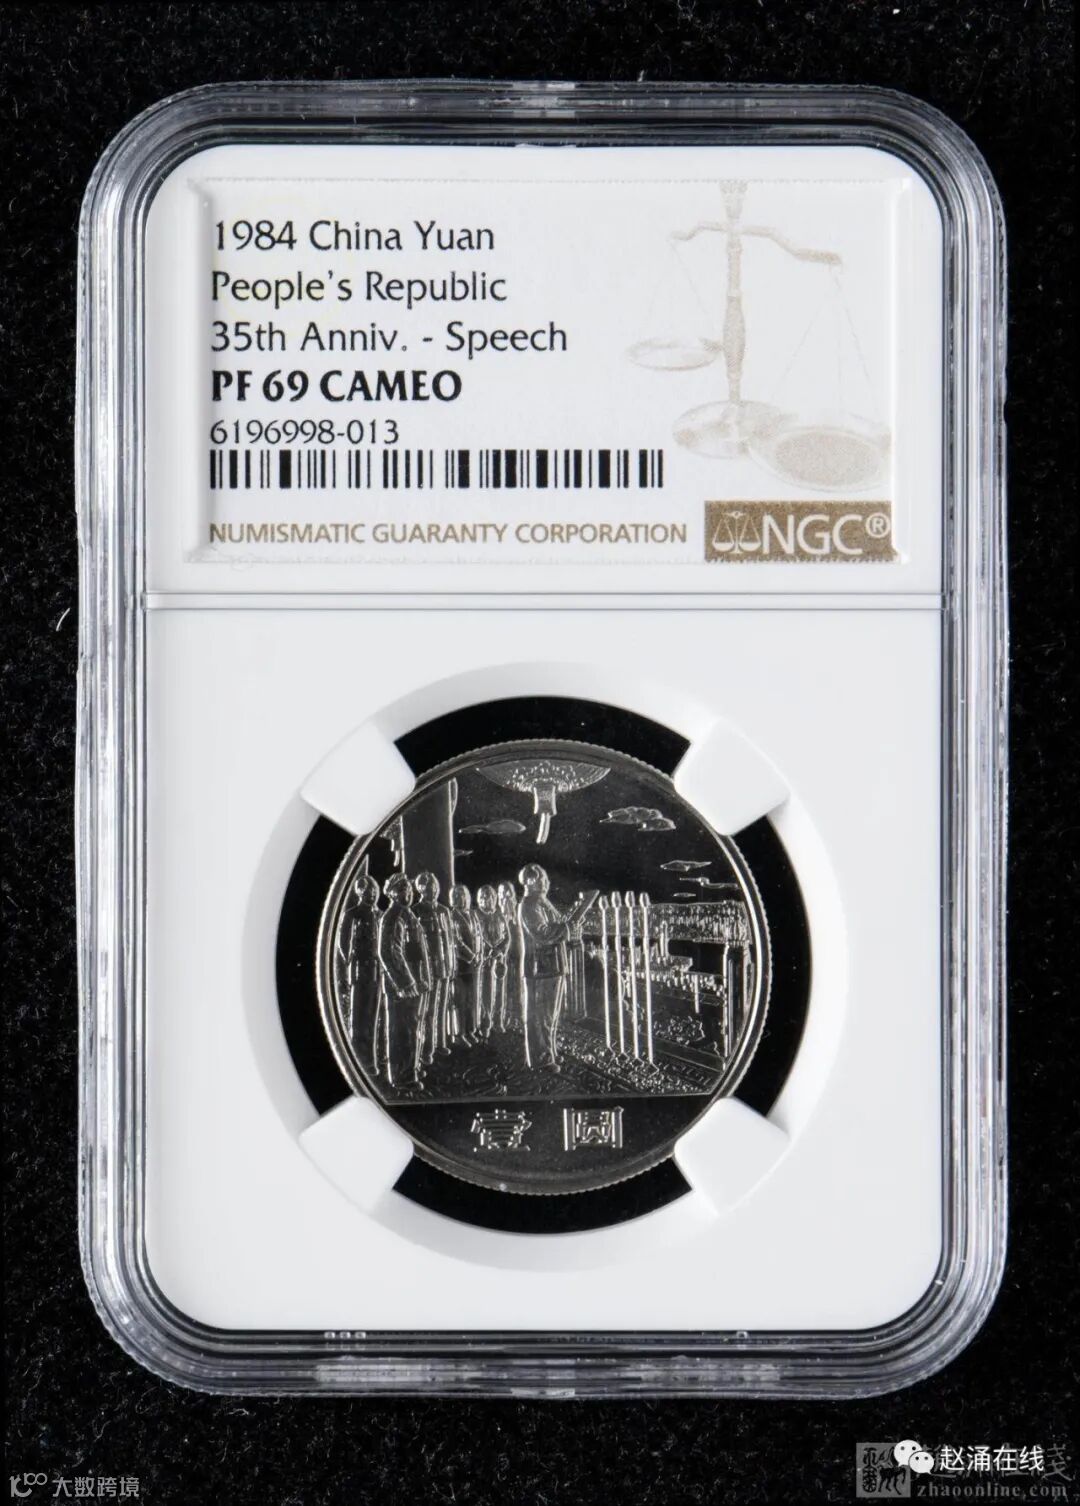 1984 China Yuan
People's Republic
35th Anniv. - Speech
PF 69 CAMEO
6196998-013
NUMISMATIC GUARANTY CORPORATION
NGC®
壹 圆
赵涌在线
zhaoonline.com
大数跨境